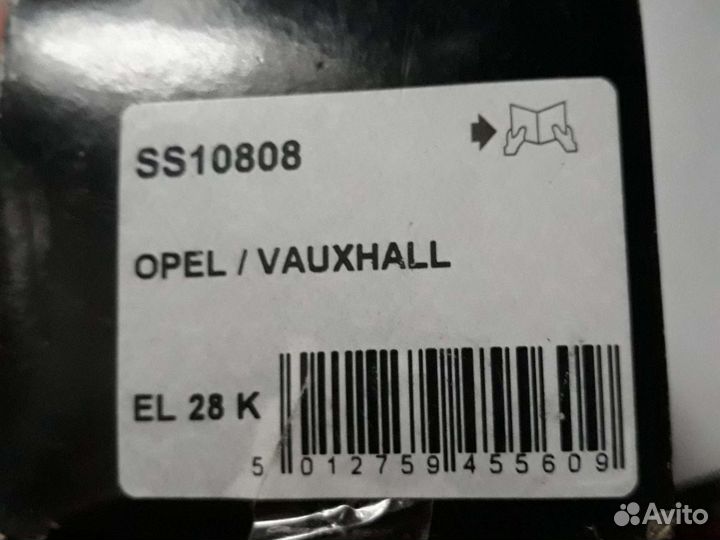 SS10808
OPEL / VAUXHALL
EL 28 K
5 012759 455609
Avito